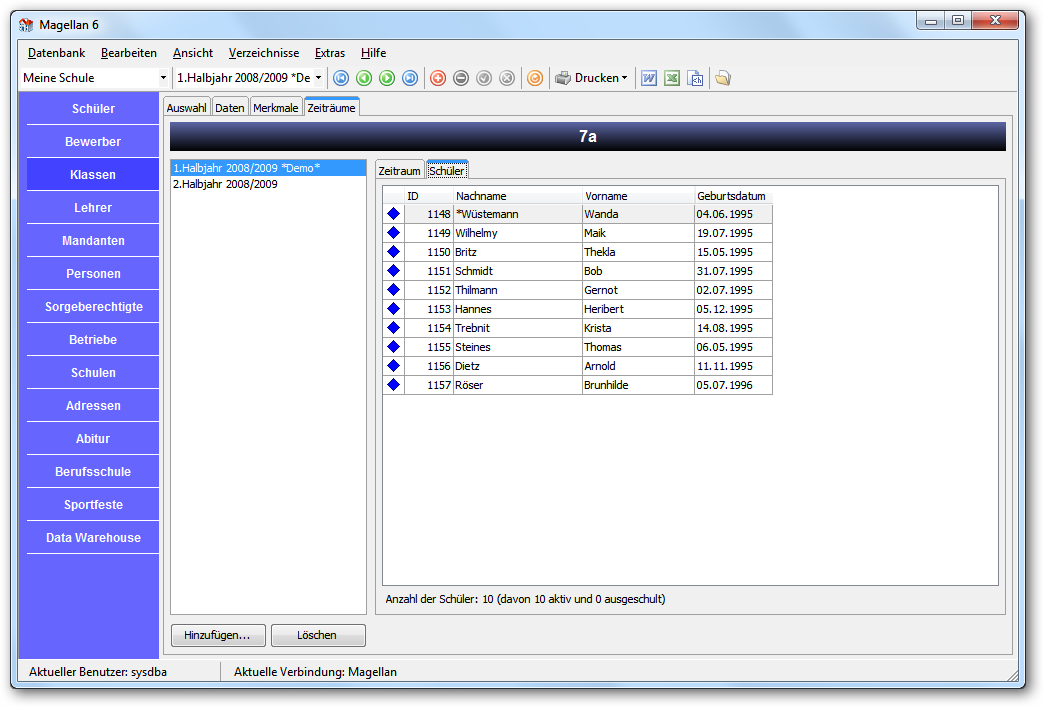 Magellan 6
Datenbank Bearbeiten Ansicht Verzeichnisse Extras Hilfe
Meine Schule 1.Halbjahr 2008/2009 *De Drucken
Schüler
Bewerber
Klassen
Lehrer
Mandanten
Personen
Sorgeberechtigte
Betriebe
Schulen
Adressen
Abitur
Berufsschule
Sportfeste
Data Warehouse
Auswahl Daten Merkmale Zeiträume
7a
1.Halbjahr 2008/2009 *Demo*
2.Halbjahr 2008/2009
Zeitraum Schüler
ID Nachname Vorname Geburtsdatum
1148 *Wüstemann Wanda 04.06.1995
1149 Wilhelmy Maik 19.07.1995
1150 Britz Thekla 15.05.1995
1151 Schmidt Bob 31.07.1995
1152 Thilmann Gernot 02.07.1995
1153 Hannes Heribert 05.12.1995
1154 Trebnit Krista 14.08.1995
1155 Steines Thomas 06.05.1995
1156 Dietz Arnold 11.11.1995
1157 Röser Brunhilde 05.07.1996
Anzahl der Schüler: 10 (davon 10 aktiv und 0 ausgeschult)
Hinzufügen... Löschen
Aktueller Benutzer: sysdba Aktuelle Verbindung: Magellan